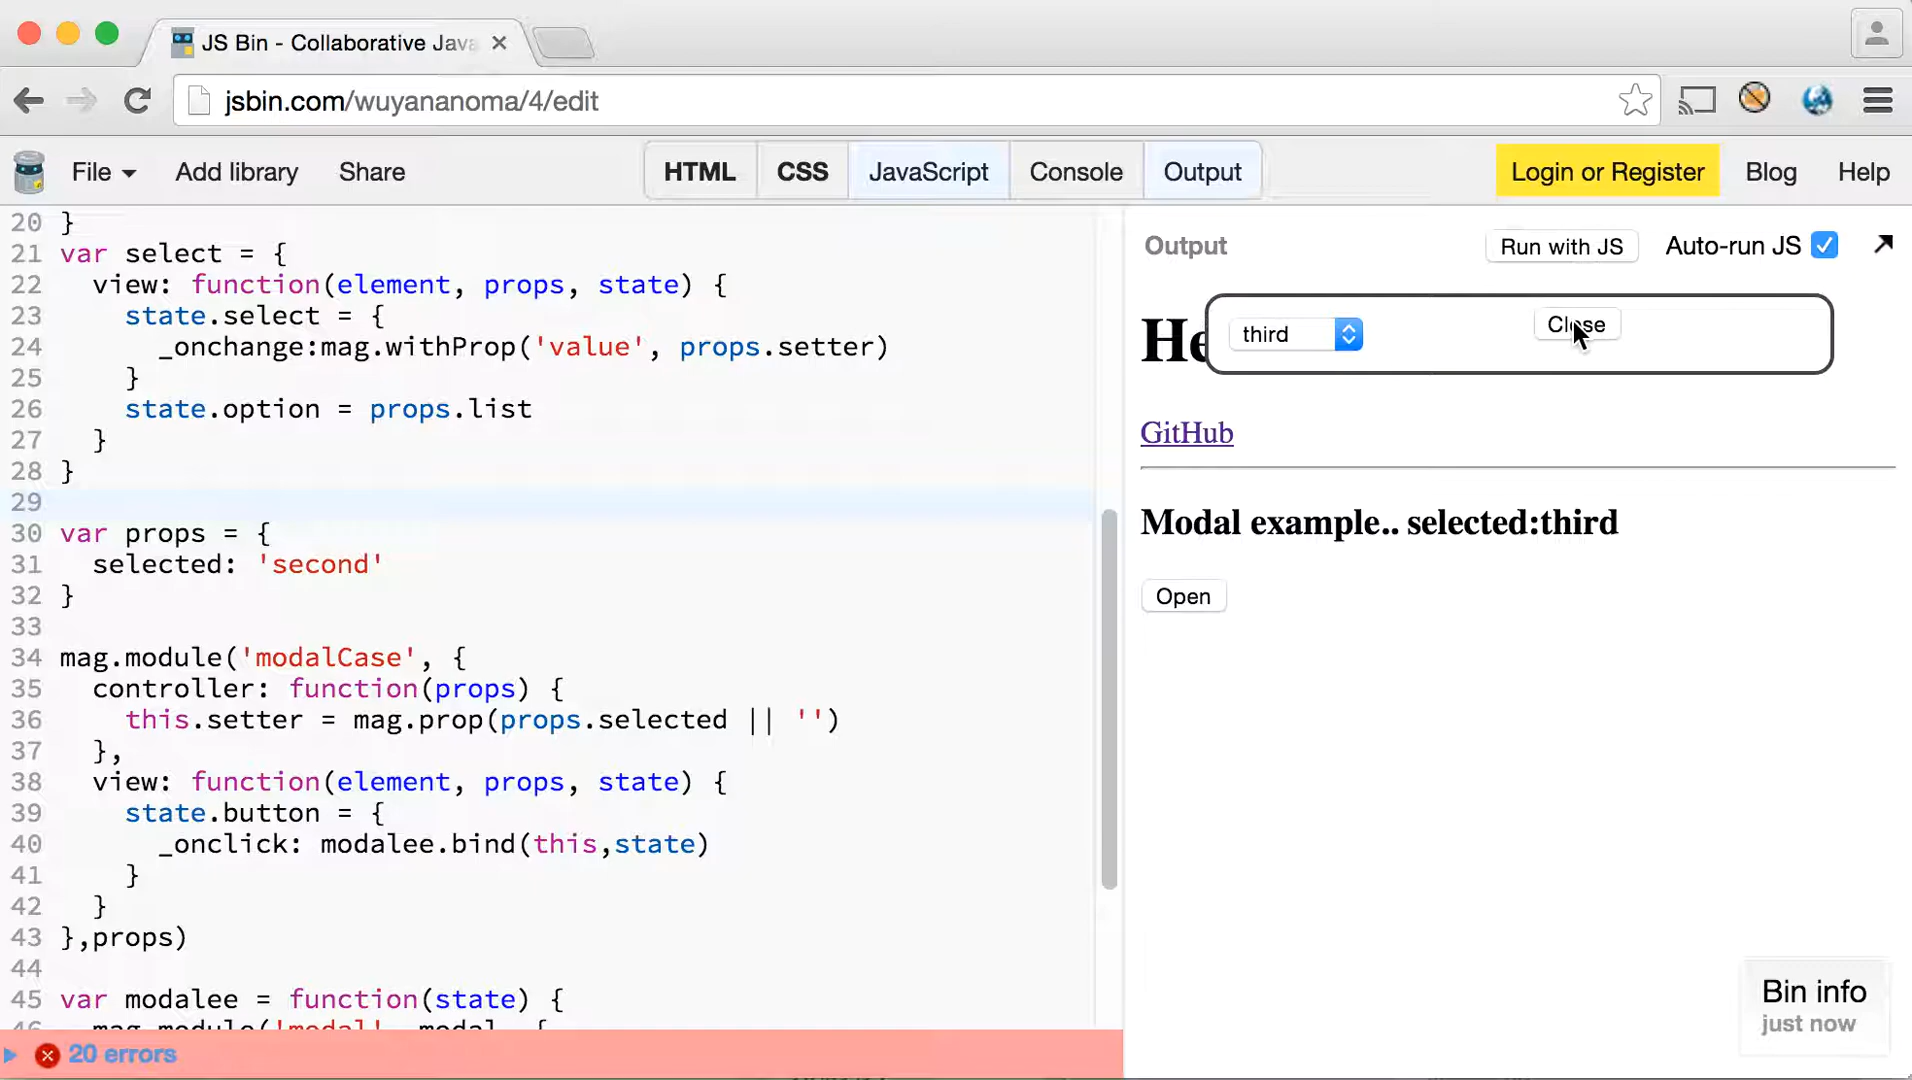 JS Bin - Collaborative Java
jsbin.com/wuyananoma/4/edit
File Add library Share HTML CSS JavaScript Console Output Login or Register Blog Help
20 }
21 var select = {
22 view: function(element, props, state) {
23 state.select = {
24 _onchange:mag.withProp('value', props.setter)
25 }
26 state.option = props.list
27 }
28 }
29
30 var props = {
31 selected: 'second'
32 }
33
34 mag.module('modalCase', {
35 controller: function(props) {
36 this.setter = mag.prop(props.selected || '')
37 },
38 view: function(element, props, state) {
39 state.button = {
40 _onclick: modalee.bind(this,state)
41 }
42 }
43 },props)
44
45 var modalee = function(state) {
46 mag.module('modal', modal, {
20 errors
Output Run with JS Auto-run JS
He
third Close
GitHub
Modal example.. selected:third
Open
Bin info
just now